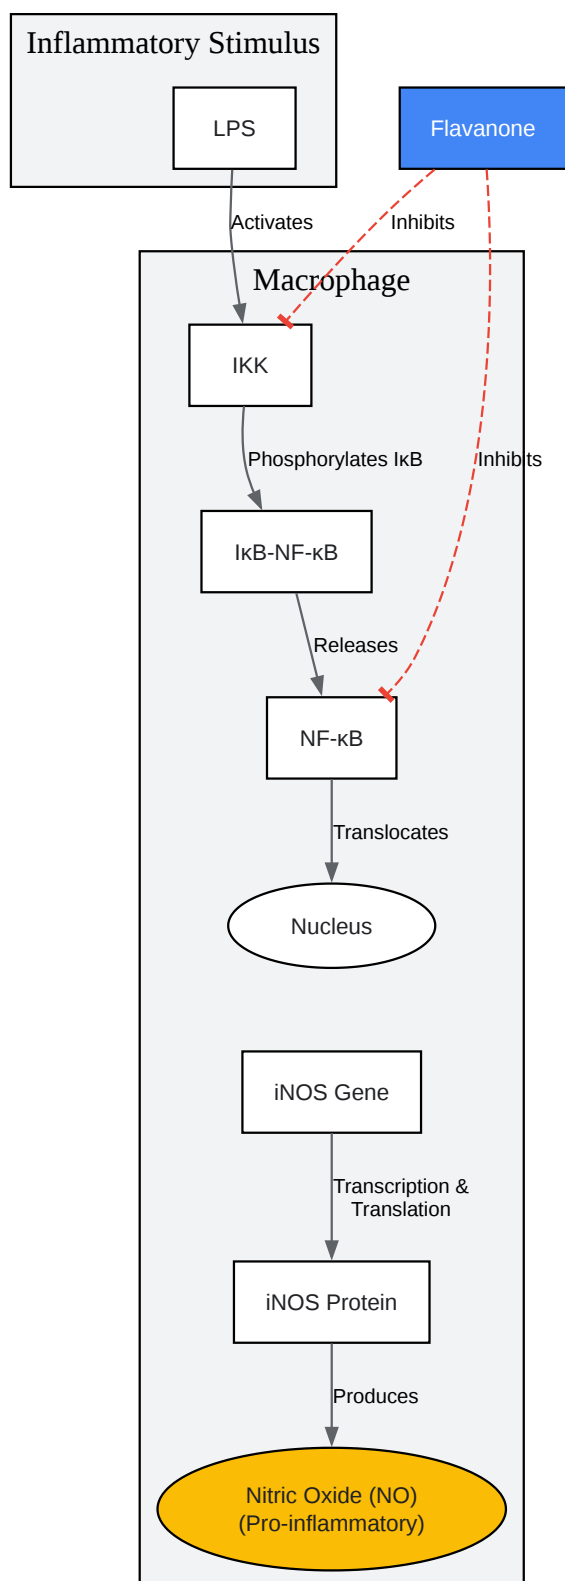 Inflammatory Stimulus
LPS
Flavanone
Activates
Inhibits
Macrophage
IKK
Phosphorylates IκB
Inhibits
IκB-NF-κB
Releases
NF-κB
Translocates
Nucleus
iNOS Gene
Transcription &
Translation
iNOS Protein
Produces
Nitric Oxide (NO)
(Pro-inflammatory)